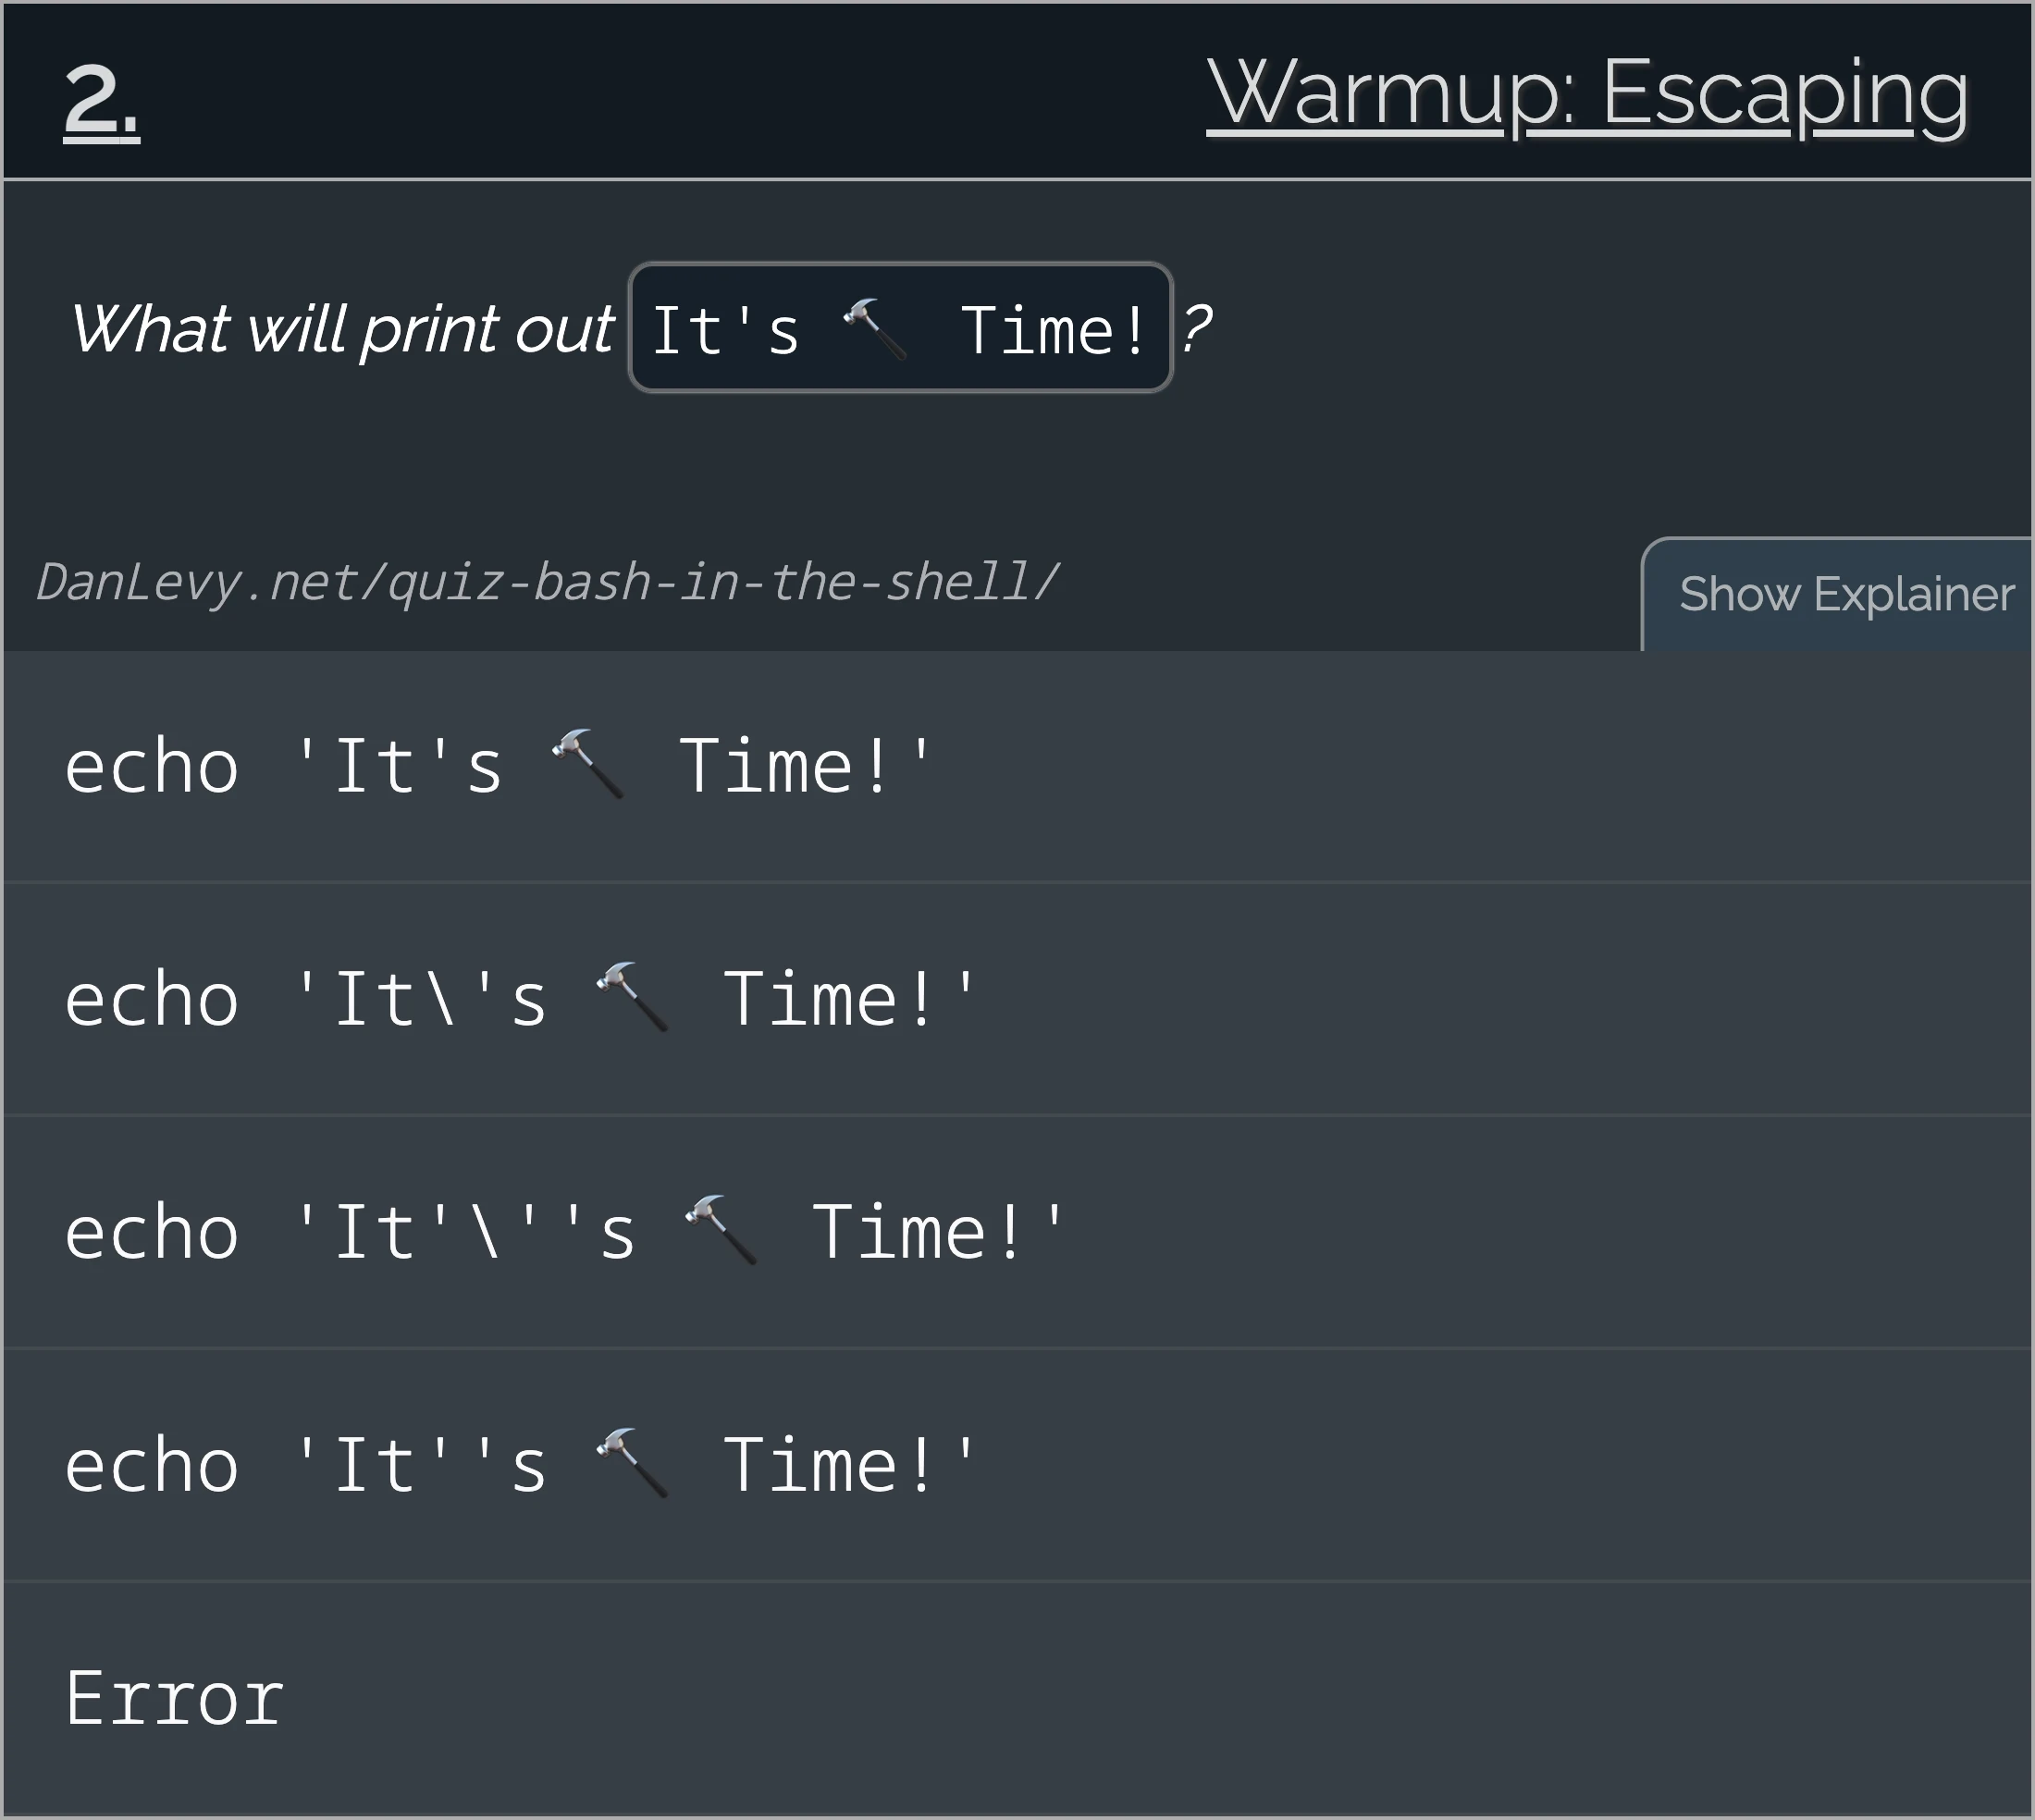 2.
Warmup: Escaping
What will print out It's 🔨 Time! ?
DanLevy.net/quiz-bash-in-the-shell/
Show Explainer
echo 'It's 🔨 Time!'
echo 'It\'s 🔨 Time!'
echo 'It'\''s 🔨 Time!'
echo 'It''s 🔨 Time!'
Error